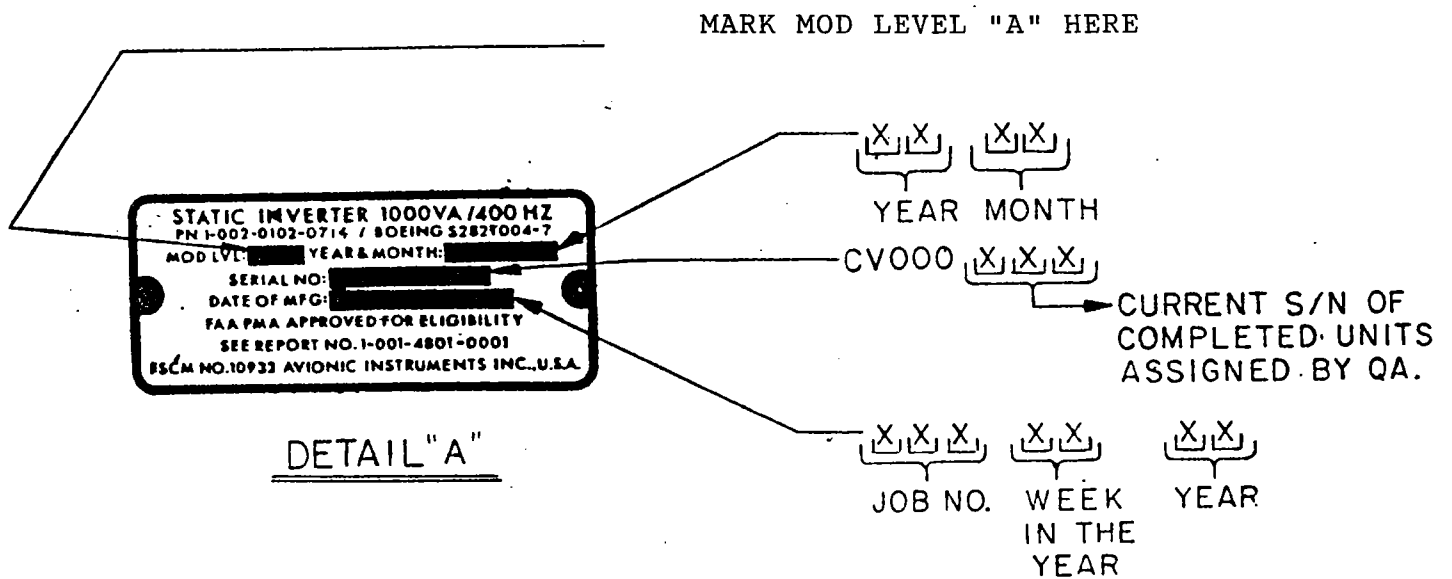 MARK MOD LEVEL "A" HERE
X X X X
YEAR MONTH
STATIC INVERTER 1000VA/400 HZ
PN 1-002-0102-0714 / BOEING S282T004-7
MOD LVL: YEAR & MONTH:
SERIAL NO:
DATE OF MFG:
FAA PMA APPROVED FOR ELIGIBILITY
SEE REPORT NO. 1-001-4801-0001
FSCM NO. 10933 AVIONIC INSTRUMENTS INC., U.S.A.
CV000 X X X
CURRENT S/N OF
COMPLETED UNITS
ASSIGNED BY QA.
DETAIL "A"
X X X X X X X
JOB NO. WEEK YEAR
IN THE
YEAR